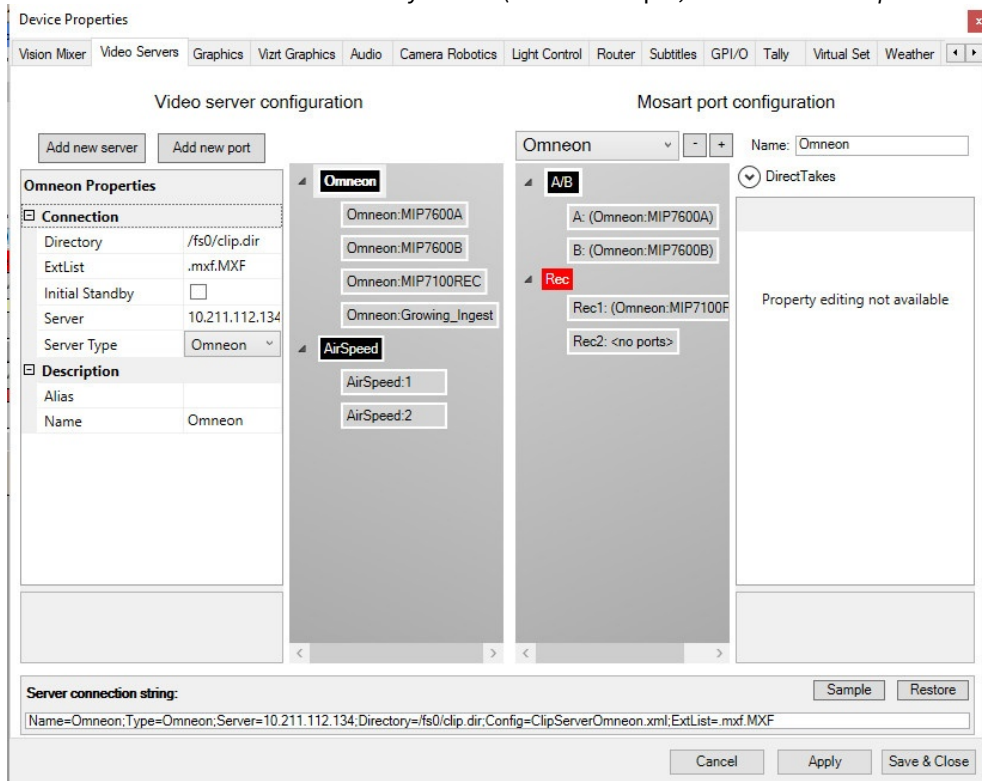 Device Properties
x
Vision Mixer Video Servers Graphics Vizrt Graphics Audio Camera Robotics Light Control Router Subtitles GPI/O Tally Virtual Set Weather
Video server configuration
Mosart port configuration
Add new server Add new port
Omneon - + Name: Omneon
DirectTakes
Omneon Properties
Connection
Directory /fs0/clip.dir
ExtList .mxf.MXF
Initial Standby
Server 10.211.112.134
Server Type Omneon
Description
Alias
Name Omneon
Omneon
Omneon:MIP7600A
Omneon:MIP7600B
Omneon:MIP7100REC
Omneon:Growing_Ingest
AirSpeed
AirSpeed:1
AirSpeed:2
A/B
A: (Omneon:MIP7600A)
B: (Omneon:MIP7600B)
Rec
Rec1: (Omneon:MIP7100
Rec2: <no ports>
Property editing not available
Server connection string:
Sample Restore
Name=Omneon;Type=Omneon;Server=10.211.112.134;Directory=/fs0/clip.dir;Config=ClipServerOmneon.xml;ExtList=.mxf.MXF
Cancel Apply Save & Close